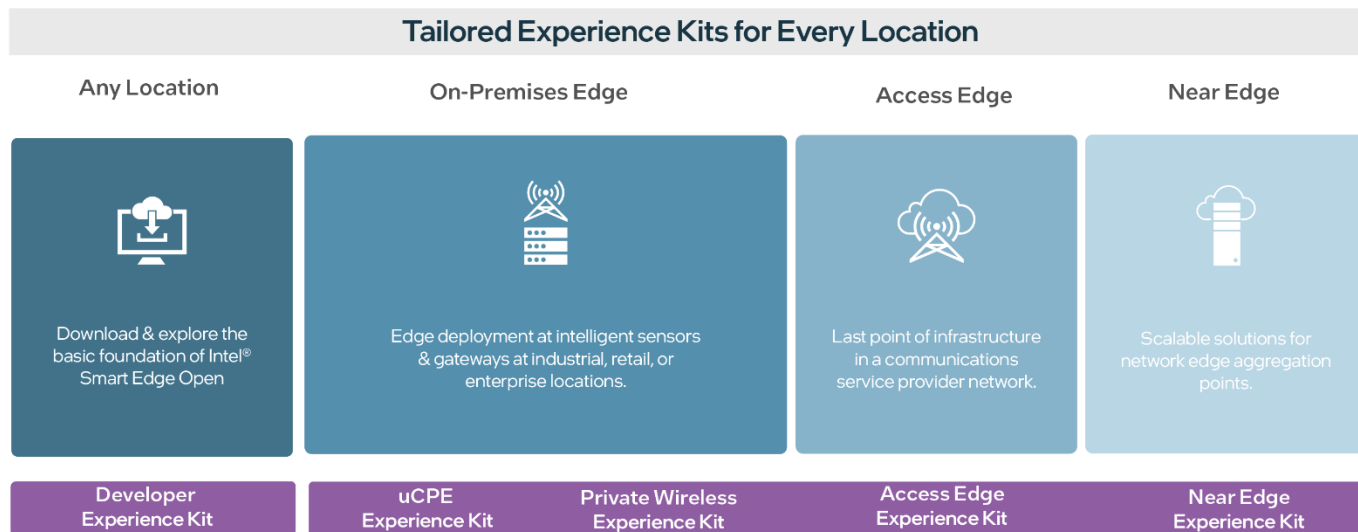 Tailored Experience Kits for Every Location
Any Location
On-Premises Edge
Access Edge
Near Edge
Download & explore the
basic foundation of Intel®
Smart Edge Open
Edge deployment at intelligent sensors
& gateways at industrial, retail, or
enterprise locations.
Last point of infrastructure
in a communications
service provider network.
Scalable solutions for
network edge aggregation
points.
Developer
Experience Kit
uCPE
Experience Kit
Private Wireless
Experience Kit
Access Edge
Experience Kit
Near Edge
Experience Kit